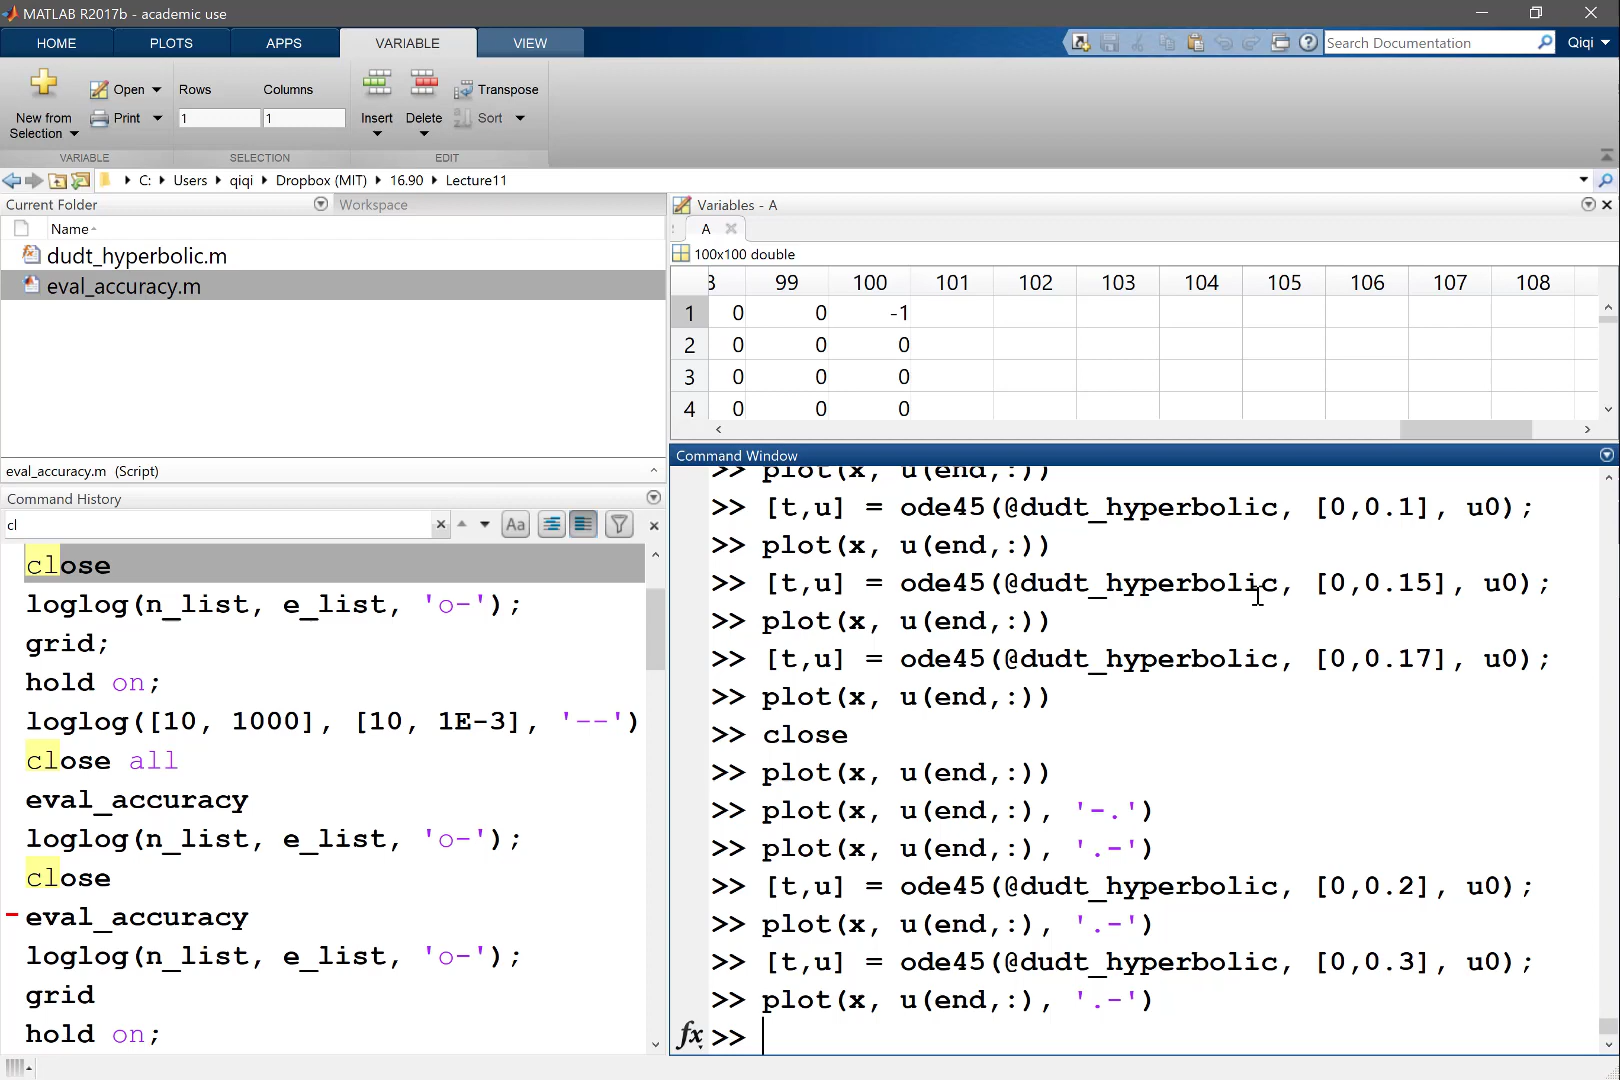 MATLAB R2017b - academic use
HOME PLOTS APPS VARIABLE VIEW
Search Documentation
Qiqi
New from Selection
Open
Print
Rows Columns
1 1
Insert
Delete
Transpose
Sort
VARIABLE SELECTION EDIT
C: Users qiqi Dropbox (MIT) 16.90 Lecture11
Current Folder Workspace
Name
dudt_hyperbolic.m
eval_accuracy.m
eval_accuracy.m (Script)
Command History
cl
Aa
close
loglog(n_list, e_list, 'o-');
grid;
hold on;
loglog([10, 1000], [10, 1E-3], '--')
close all
eval_accuracy
loglog(n_list, e_list, 'o-');
close
eval_accuracy
loglog(n_list, e_list, 'o-');
grid
hold on;
Variables - A
A
100x100 double
99 100 101 102 103 104 105 106 107 108
1 0 0 -1
2 0 0 0
3 0 0 0
4 0 0 0
Command Window
>> plot(x, u(end,:))
>> [t,u] = ode45(@dudt_hyperbolic, [0,0.1], u0);
>> plot(x, u(end,:))
>> [t,u] = ode45(@dudt_hyperbolic, [0,0.15], u0);
>> plot(x, u(end,:))
>> [t,u] = ode45(@dudt_hyperbolic, [0,0.17], u0);
>> plot(x, u(end,:))
>> close
>> plot(x, u(end,:))
>> plot(x, u(end,:), '-.')
>> plot(x, u(end,:), '.-')
>> [t,u] = ode45(@dudt_hyperbolic, [0,0.2], u0);
>> plot(x, u(end,:), '.-')
>> [t,u] = ode45(@dudt_hyperbolic, [0,0.3], u0);
>> plot(x, u(end,:), '.-')
fx >>